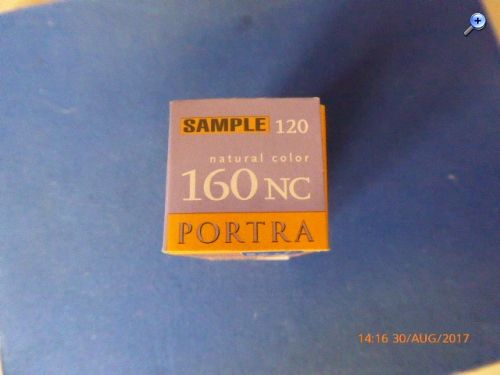 SAMPLE 120
natural color
160 NC
PORTRA
14:16 30/AUG/2017